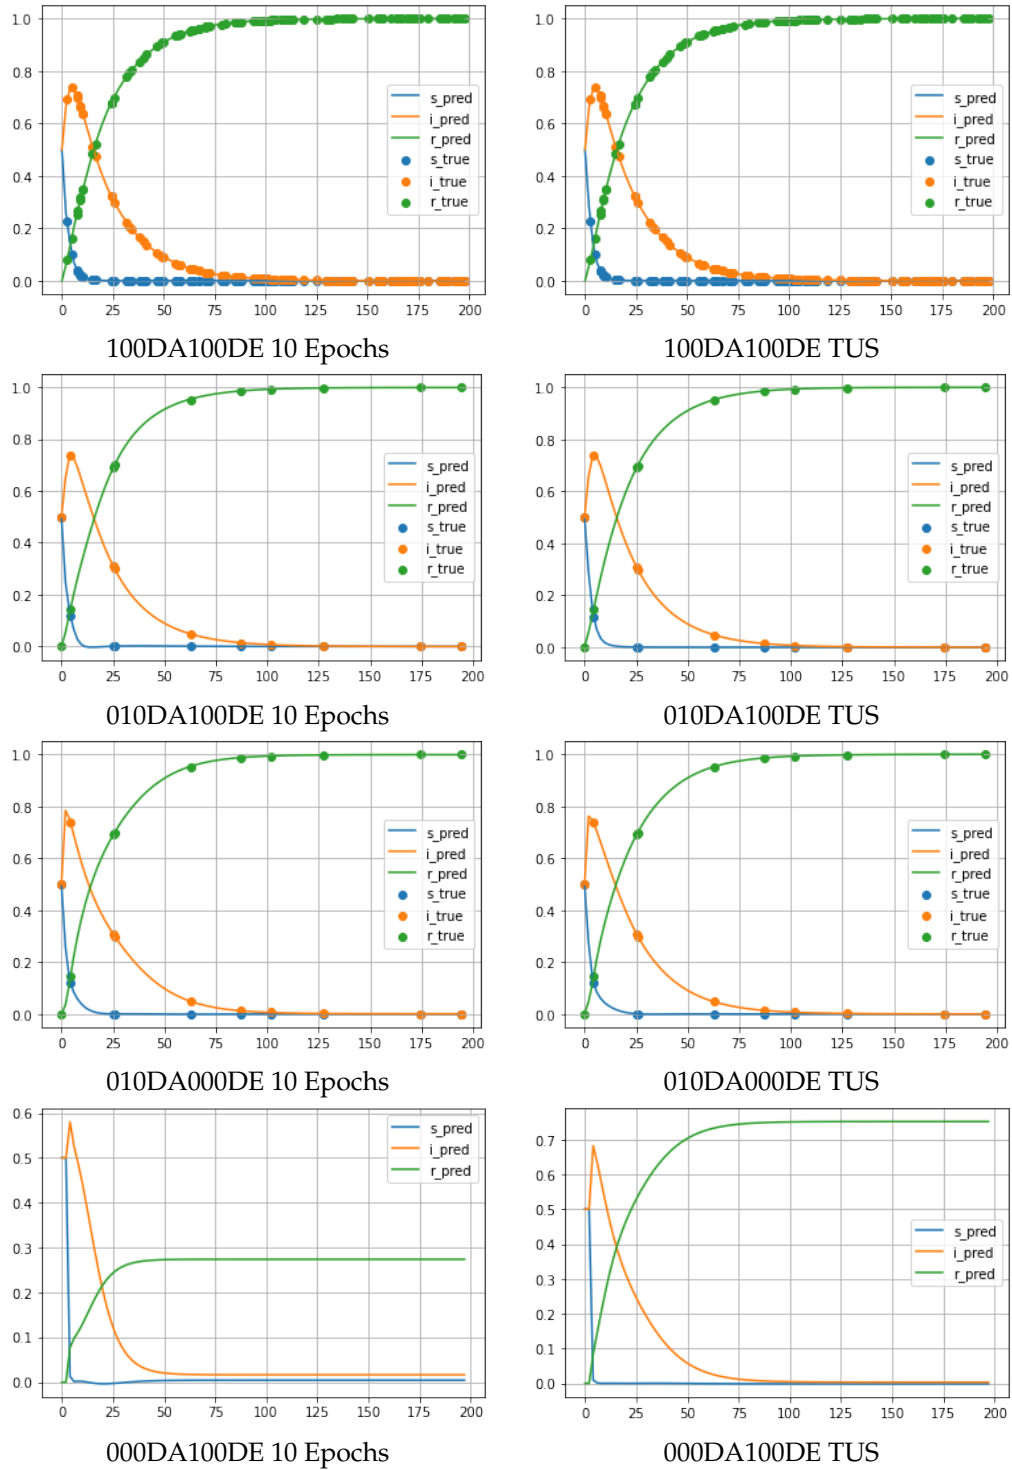 1.0
0.8
0.6
0.4
0.2
0.0
0 25 50 75 100 125 150 175 200
s_pred
i_pred
r_pred
s_true
i_true
r_true
100DA100DE 10 Epochs
1.0
0.8
0.6
0.4
0.2
0.0
0 25 50 75 100 125 150 175 200
s_pred
i_pred
r_pred
s_true
i_true
r_true
100DA100DE TUS
1.0
0.8
0.6
0.4
0.2
0.0
0 25 50 75 100 125 150 175 200
s_pred
i_pred
r_pred
s_true
i_true
r_true
010DA100DE 10 Epochs
1.0
0.8
0.6
0.4
0.2
0.0
0 25 50 75 100 125 150 175 200
s_pred
i_pred
r_pred
s_true
i_true
r_true
010DA100DE TUS
1.0
0.8
0.6
0.4
0.2
0.0
0 25 50 75 100 125 150 175 200
s_pred
i_pred
r_pred
s_true
i_true
r_true
010DA000DE 10 Epochs
1.0
0.8
0.6
0.4
0.2
0.0
0 25 50 75 100 125 150 175 200
s_pred
i_pred
r_pred
s_true
i_true
r_true
010DA000DE TUS
0.6
0.5
0.4
0.3
0.2
0.1
0.0
0 25 50 75 100 125 150 175 200
s_pred
i_pred
r_pred
000DA100DE 10 Epochs
0.7
0.6
0.5
0.4
0.3
0.2
0.1
0.0
0 25 50 75 100 125 150 175 200
s_pred
i_pred
r_pred
000DA100DE TUS